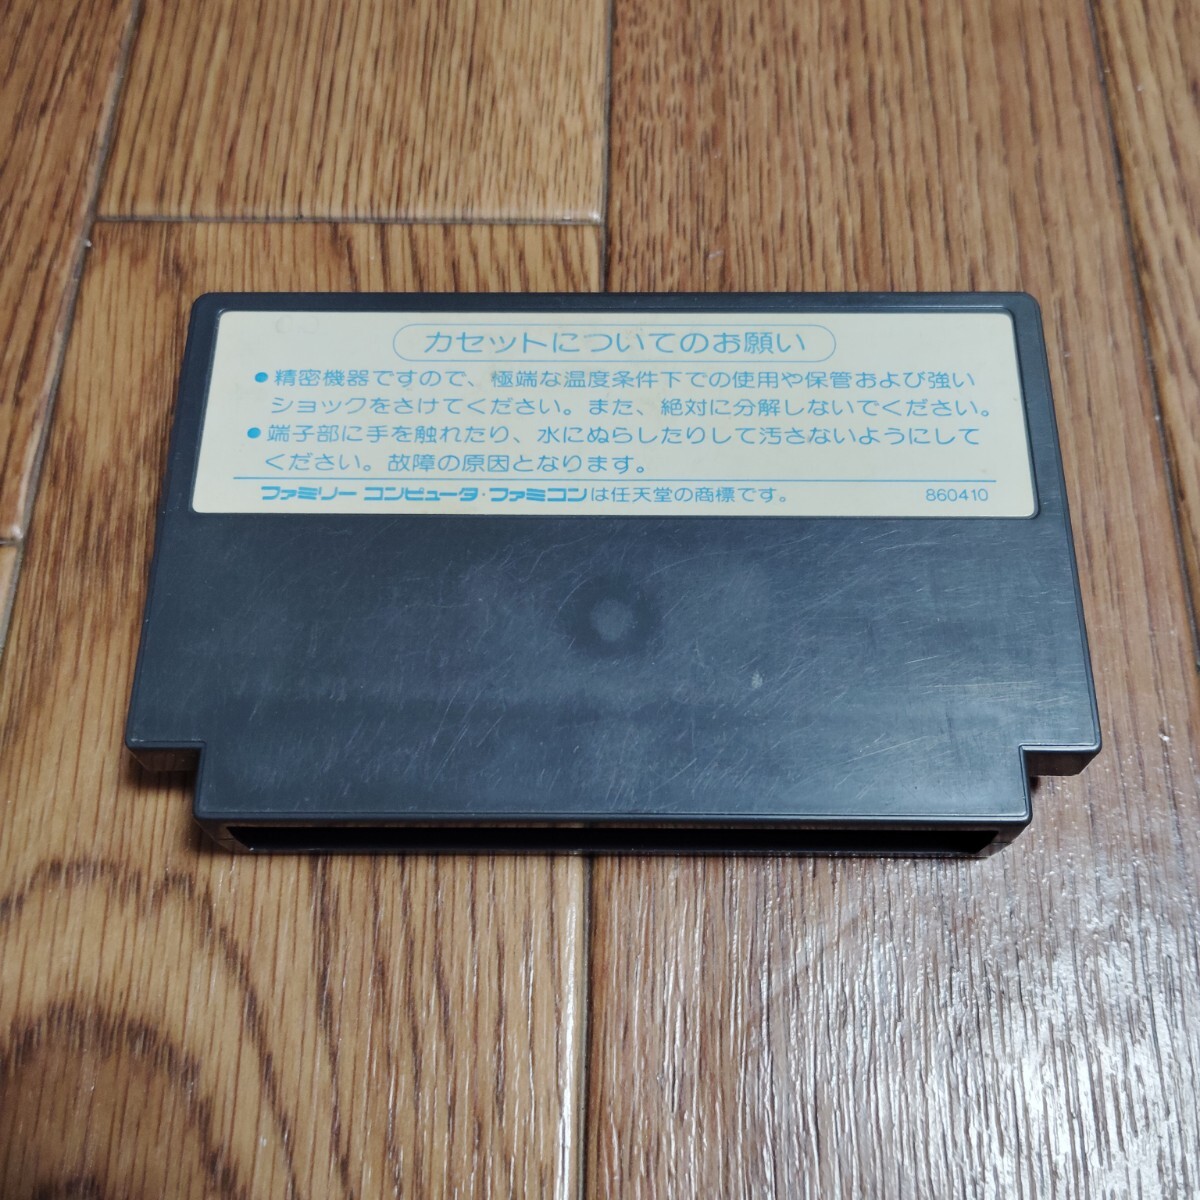 カセットについてのお願い
●精密機器ですので、極端な温度条件下での使用や保管および強い
ショックをさけてください。また、絶対に分解しないでください。
●端子部に手を触れたり、水にぬらしたりして汚さないようにして
ください。故障の原因となります。
ファミリー コンピュータ・ファミコンは任天堂の商標です。 860410